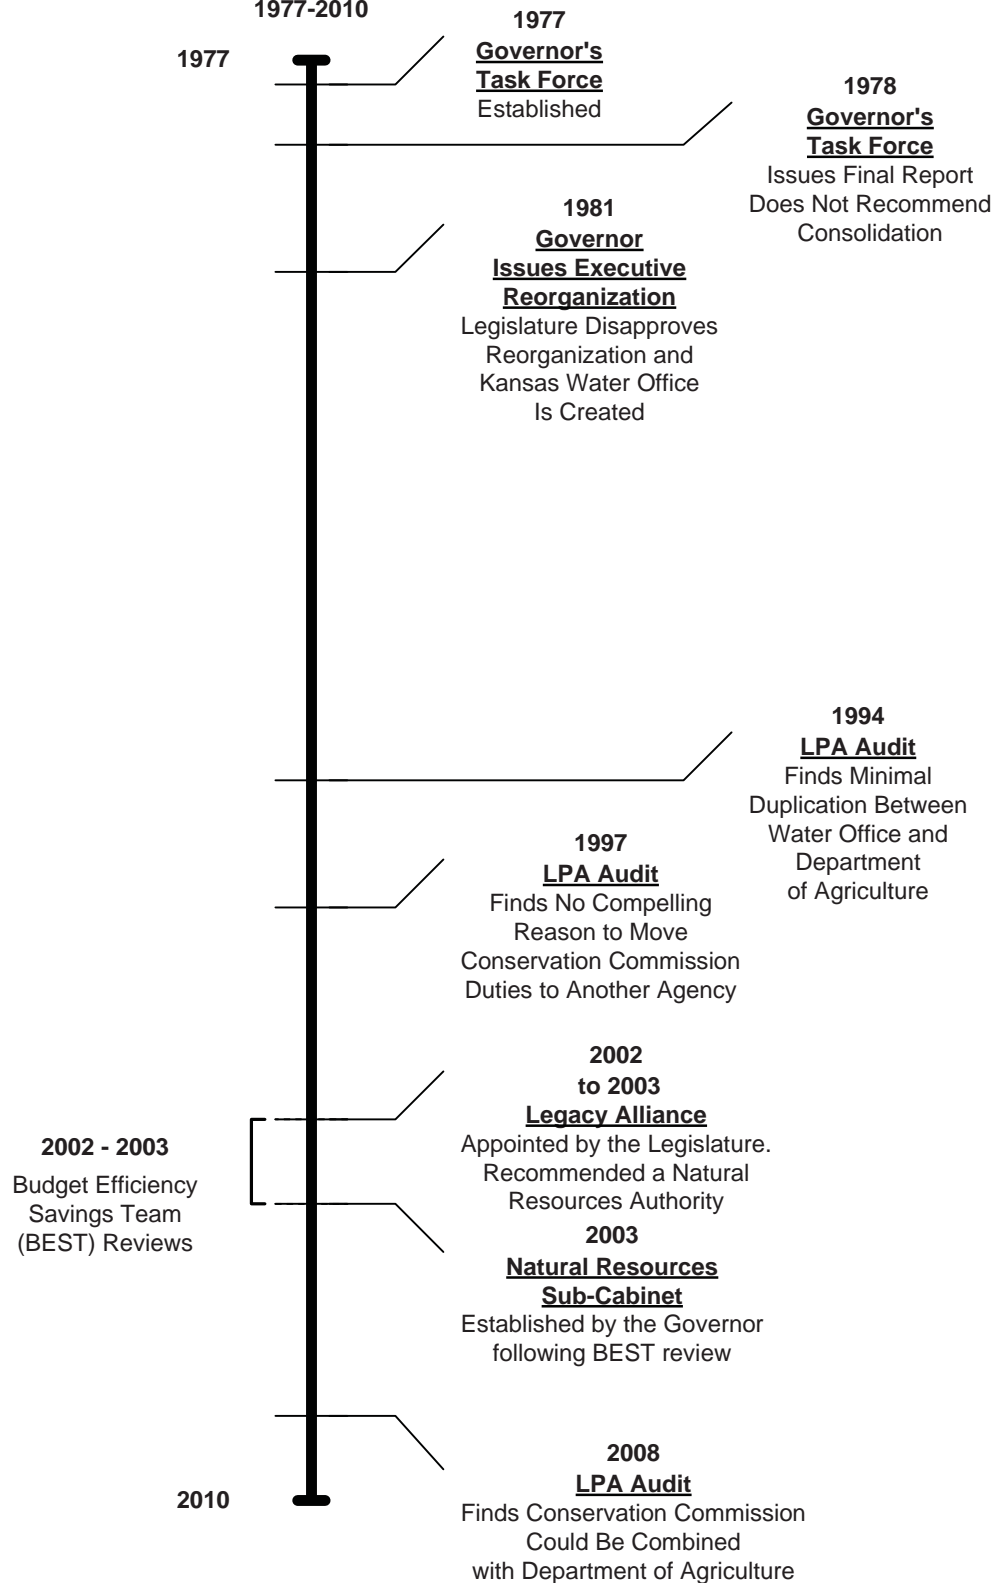 1977-2010
1977
1977
Governor's
Task Force
Established
1978
Governor's
Task Force
Issues Final Report
Does Not Recommend
Consolidation
1981
Governor
Issues Executive
Reorganization
Legislature Disapproves
Reorganization and
Kansas Water Office
Is Created
1994
LPA Audit
Finds Minimal
Duplication Between
Water Office and
Department
of Agriculture
1997
LPA Audit
Finds No Compelling
Reason to Move
Conservation Commission
Duties to Another Agency
2002
to 2003
Legacy Alliance
Appointed by the Legislature.
Recommended a Natural
Resources Authority
2002 - 2003
Budget Efficiency
Savings Team
(BEST) Reviews
2003
Natural Resources
Sub-Cabinet
Established by the Governor
following BEST review
2008
LPA Audit
Finds Conservation Commission
Could Be Combined
with Department of Agriculture
2010